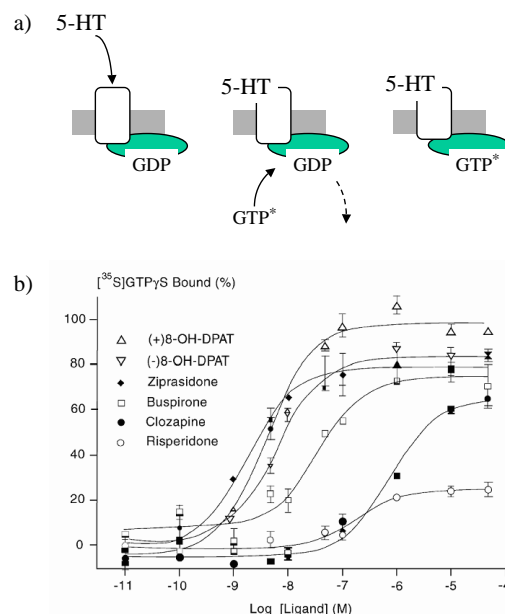 a)
5-HT
5-HT
5-HT
GDP
GDP
GTP*
GTP*
b)
[³⁵S]GTPγS Bound (%)
100
80
60
40
20
0
(+)8-OH-DPAT
(-)8-OH-DPAT
Ziprasidone
Buspirone
Clozapine
Risperidone
-11 -10 -9 -8 -7 -6 -5 -4
Log [Ligand] (M)